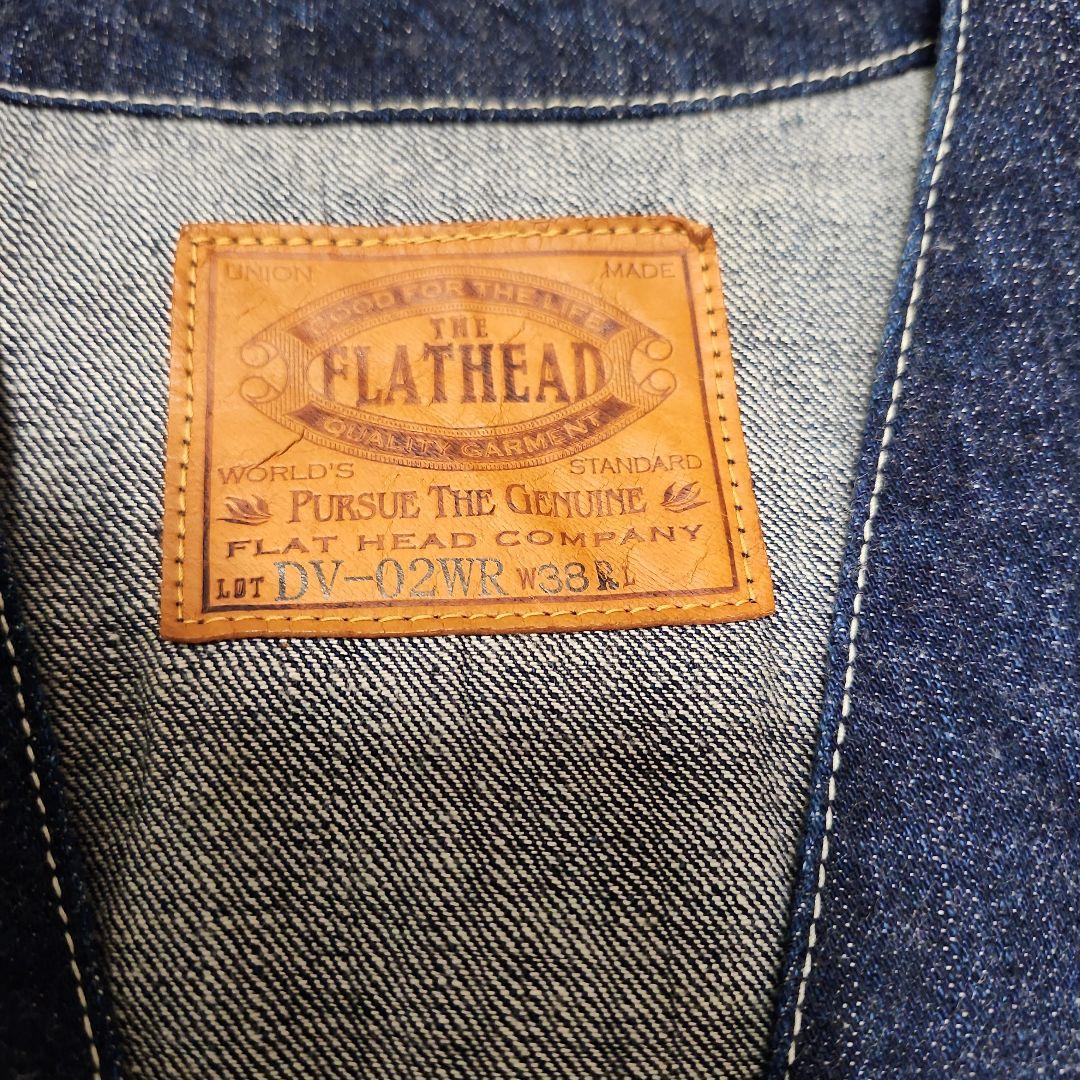 UNION MADE
GOOD FOR THE LIFE
THE
FLATHEAD
QUALITY GARMENT
WORLD'S STANDARD
PURSUE THE GENUINE
FLAT HEAD COMPANY
LOT DV-02WR W38RL